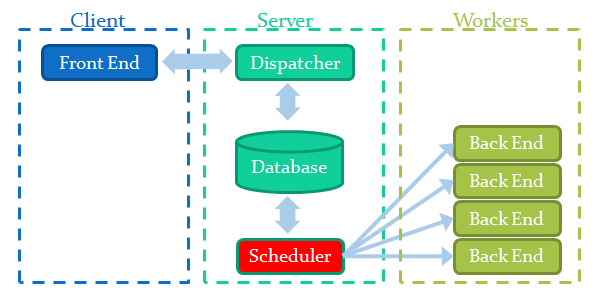 Client
Server
Workers
Front End
Dispatcher
Database
Scheduler
Back End
Back End
Back End
Back End